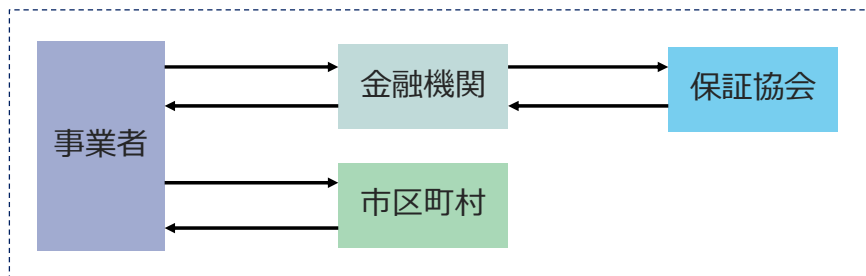 事業者
金融機関
保証協会
市区町村